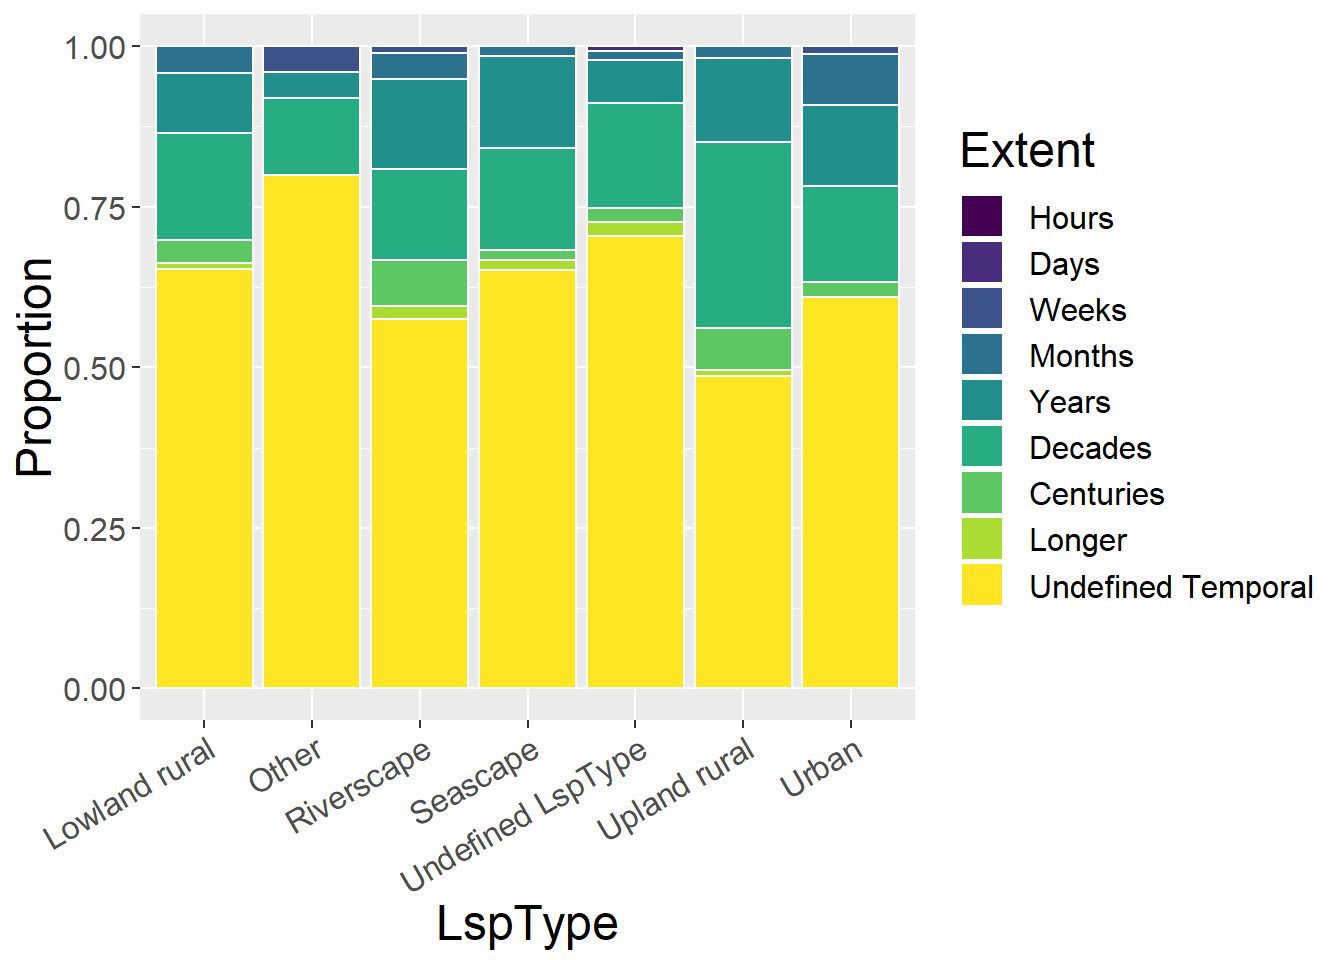 1.00
0.75
0.50
0.25
0.00
Proportion
Lowland rural
Other
Riverscape
Seascape
Undefined LspType
Upland rural
Urban
LspType
Extent
Hours
Days
Weeks
Months
Years
Decades
Centuries
Longer
Undefined Temporal